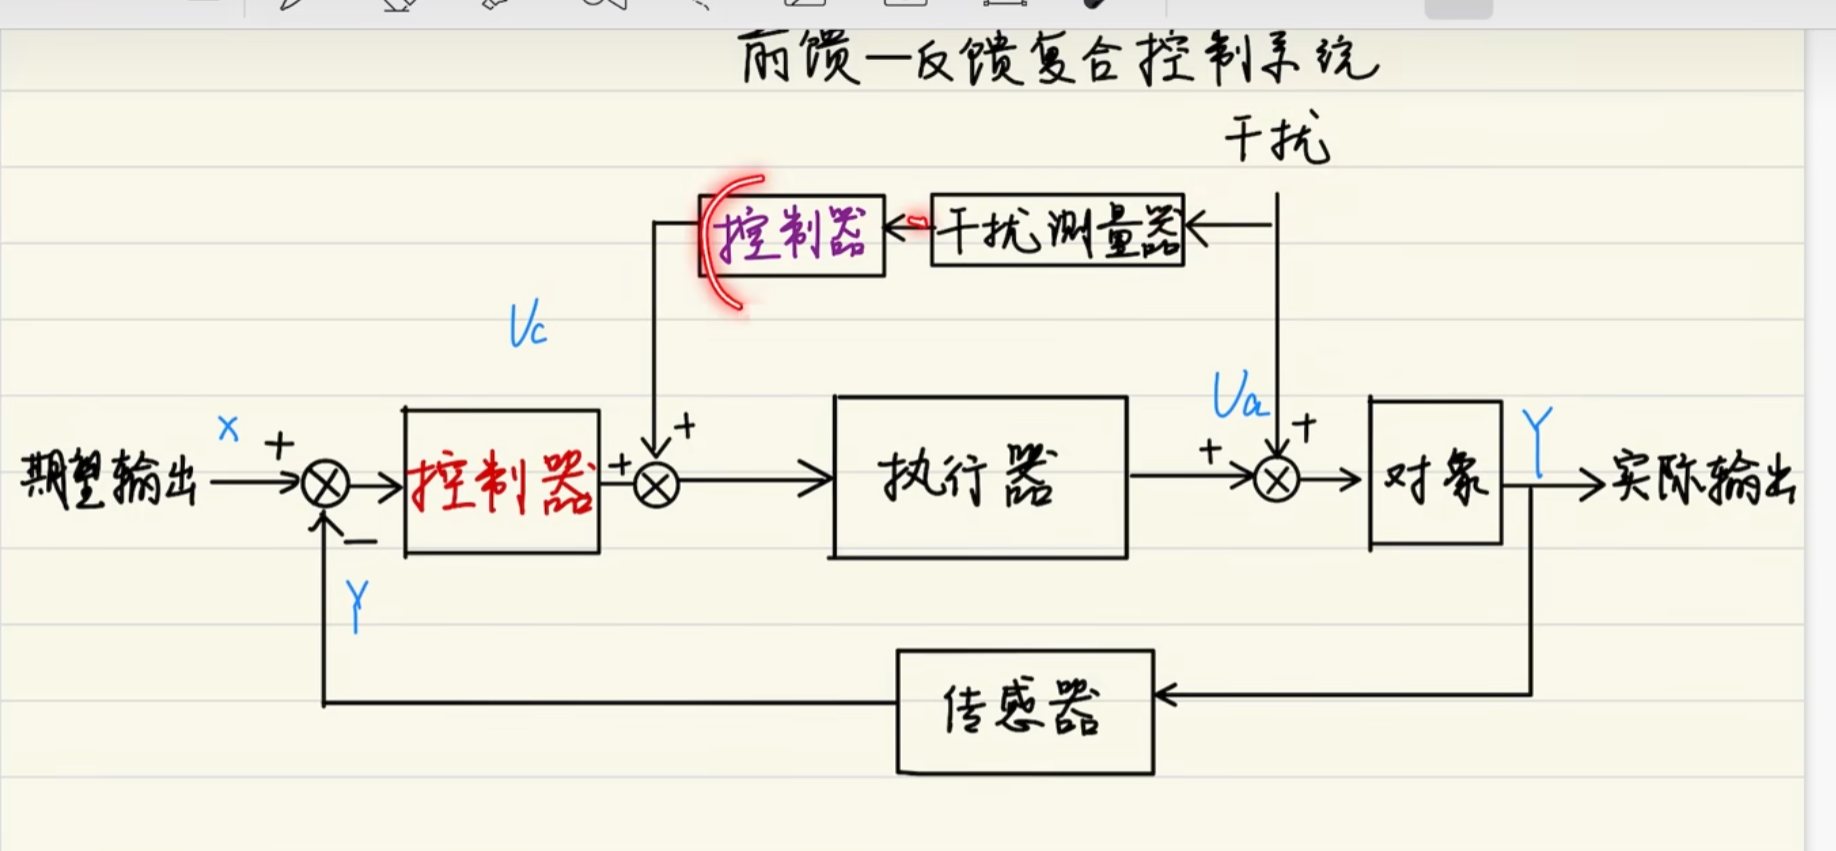 前馈—反馈复合控制系统
干扰
控制器
干扰测量器
Uc
Ua
x
+
+
+
+
+
Y
期望输出
控制器
执行器
对象
实际输出
−
Y
传感器